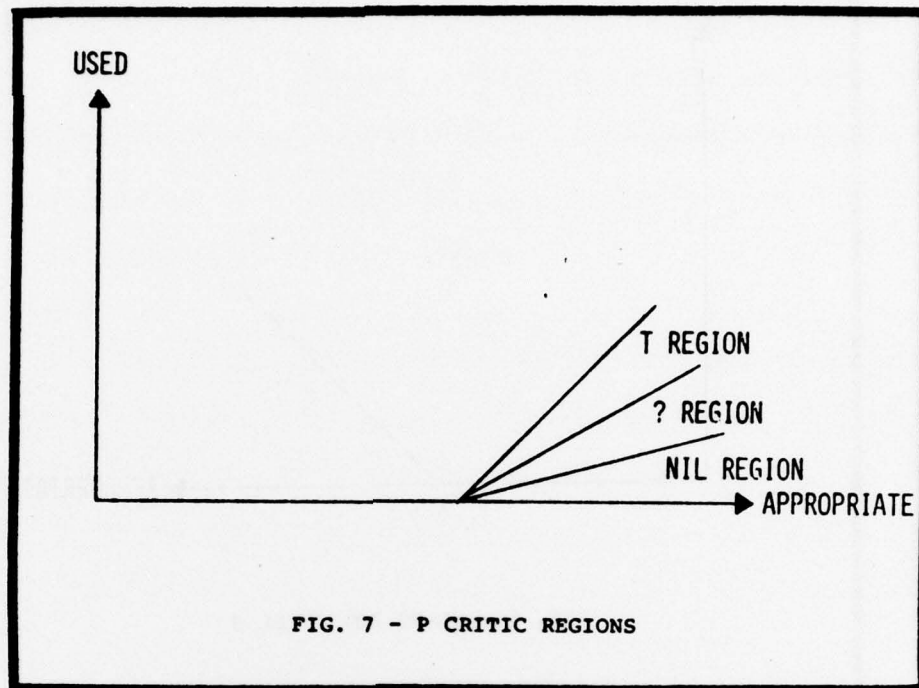 USED
T REGION
? REGION
NIL REGION
APPROPRIATE
FIG. 7 - P CRITIC REGIONS